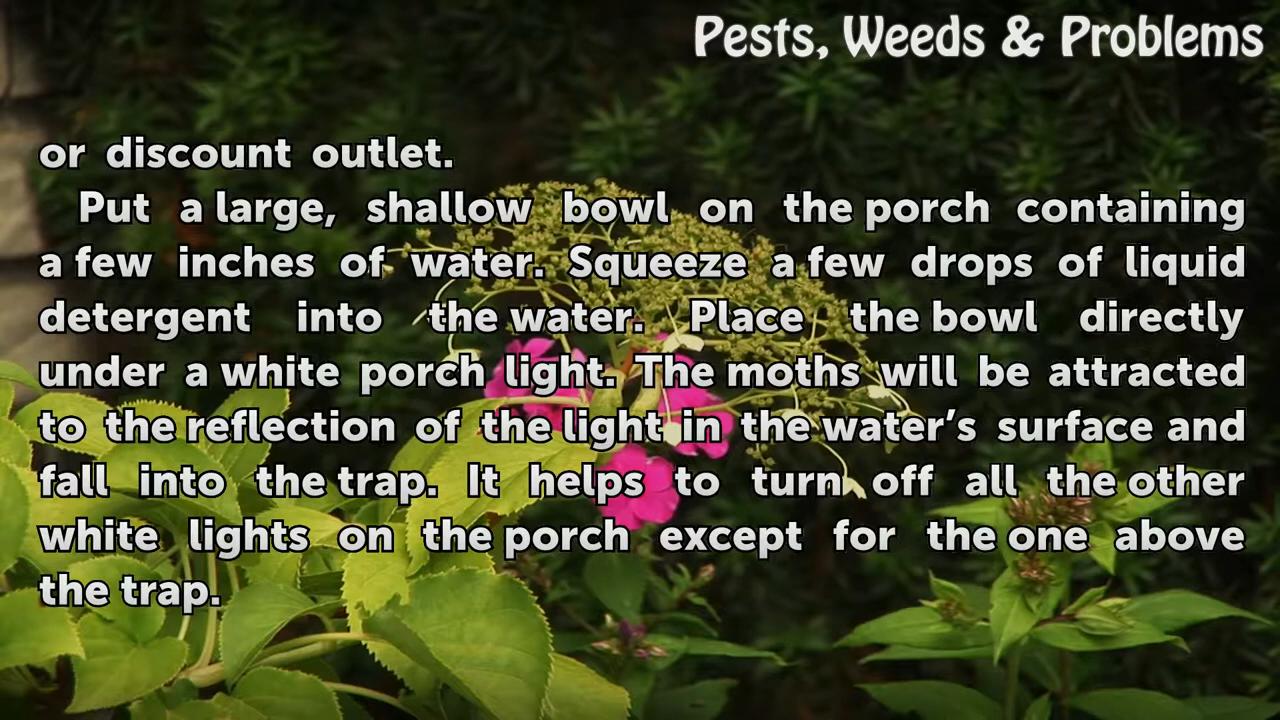 Pests, Weeds & Problems
or discount outlet.
Put a large, shallow bowl on the porch containing
a few inches of water. Squeeze a few drops of liquid
detergent into the water. Place the bowl directly
under a white porch light. The moths will be attracted
to the reflection of the light in the water’s surface and
fall into the trap. It helps to turn off all the other
white lights on the porch except for the one above
the trap.